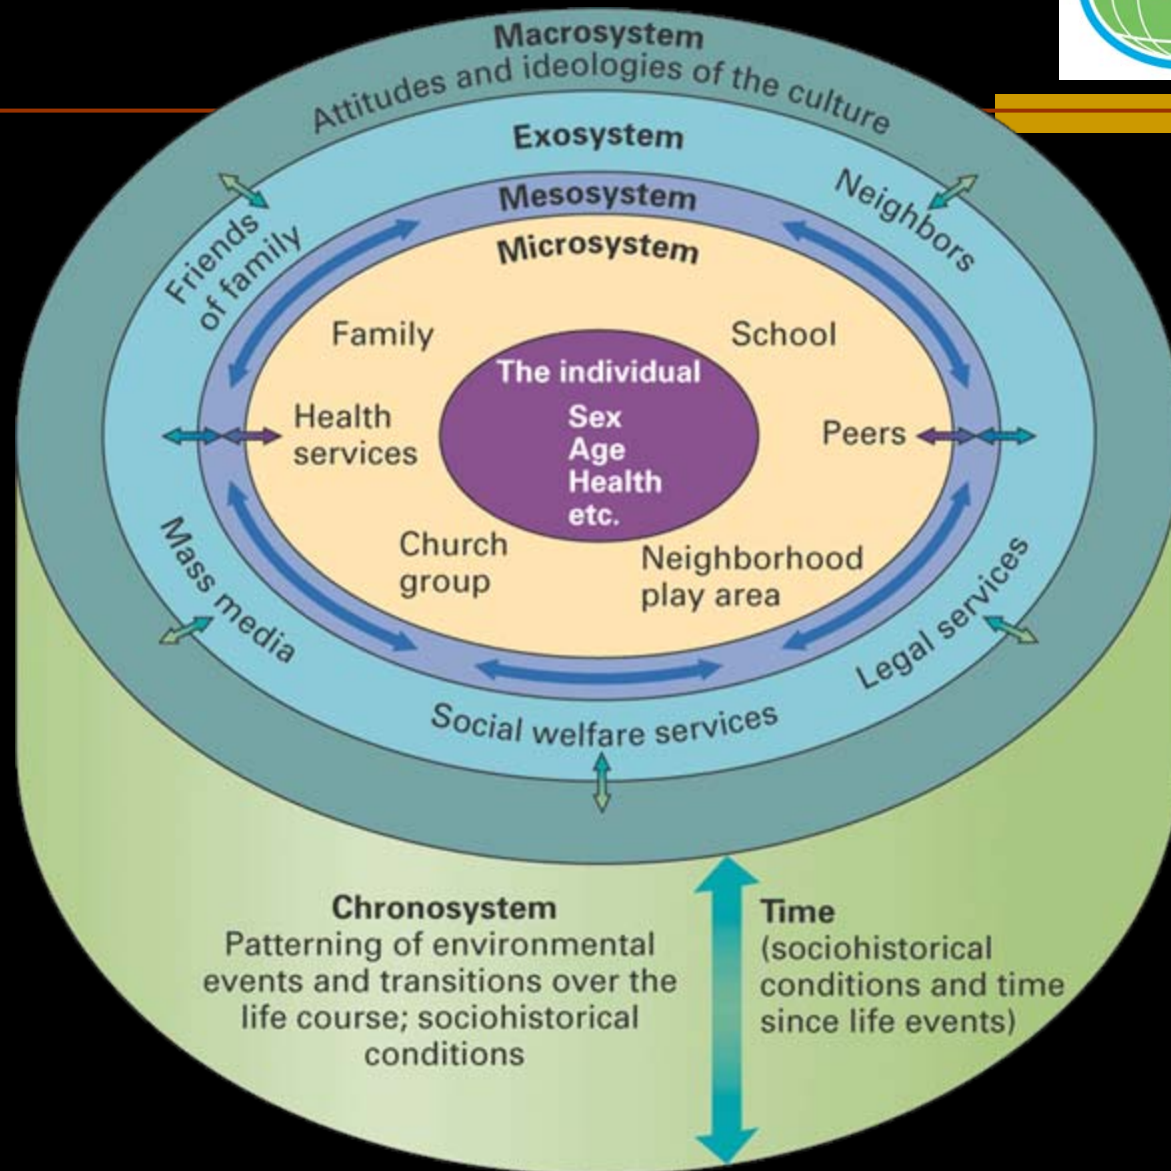 Macrosystem
Attitudes and ideologies of the culture
Exosystem
Mesosystem
Microsystem
Friends
of family
Neighbors
Family
School
The individual
Sex
Age
Health
etc.
Health
services
Peers
Church
group
Neighborhood
play area
Mass media
Legal services
Social welfare services
Chronosystem
Patterning of environmental
events and transitions over the
life course; sociohistorical
conditions
Time
(sociohistorical
conditions and time
since life events)